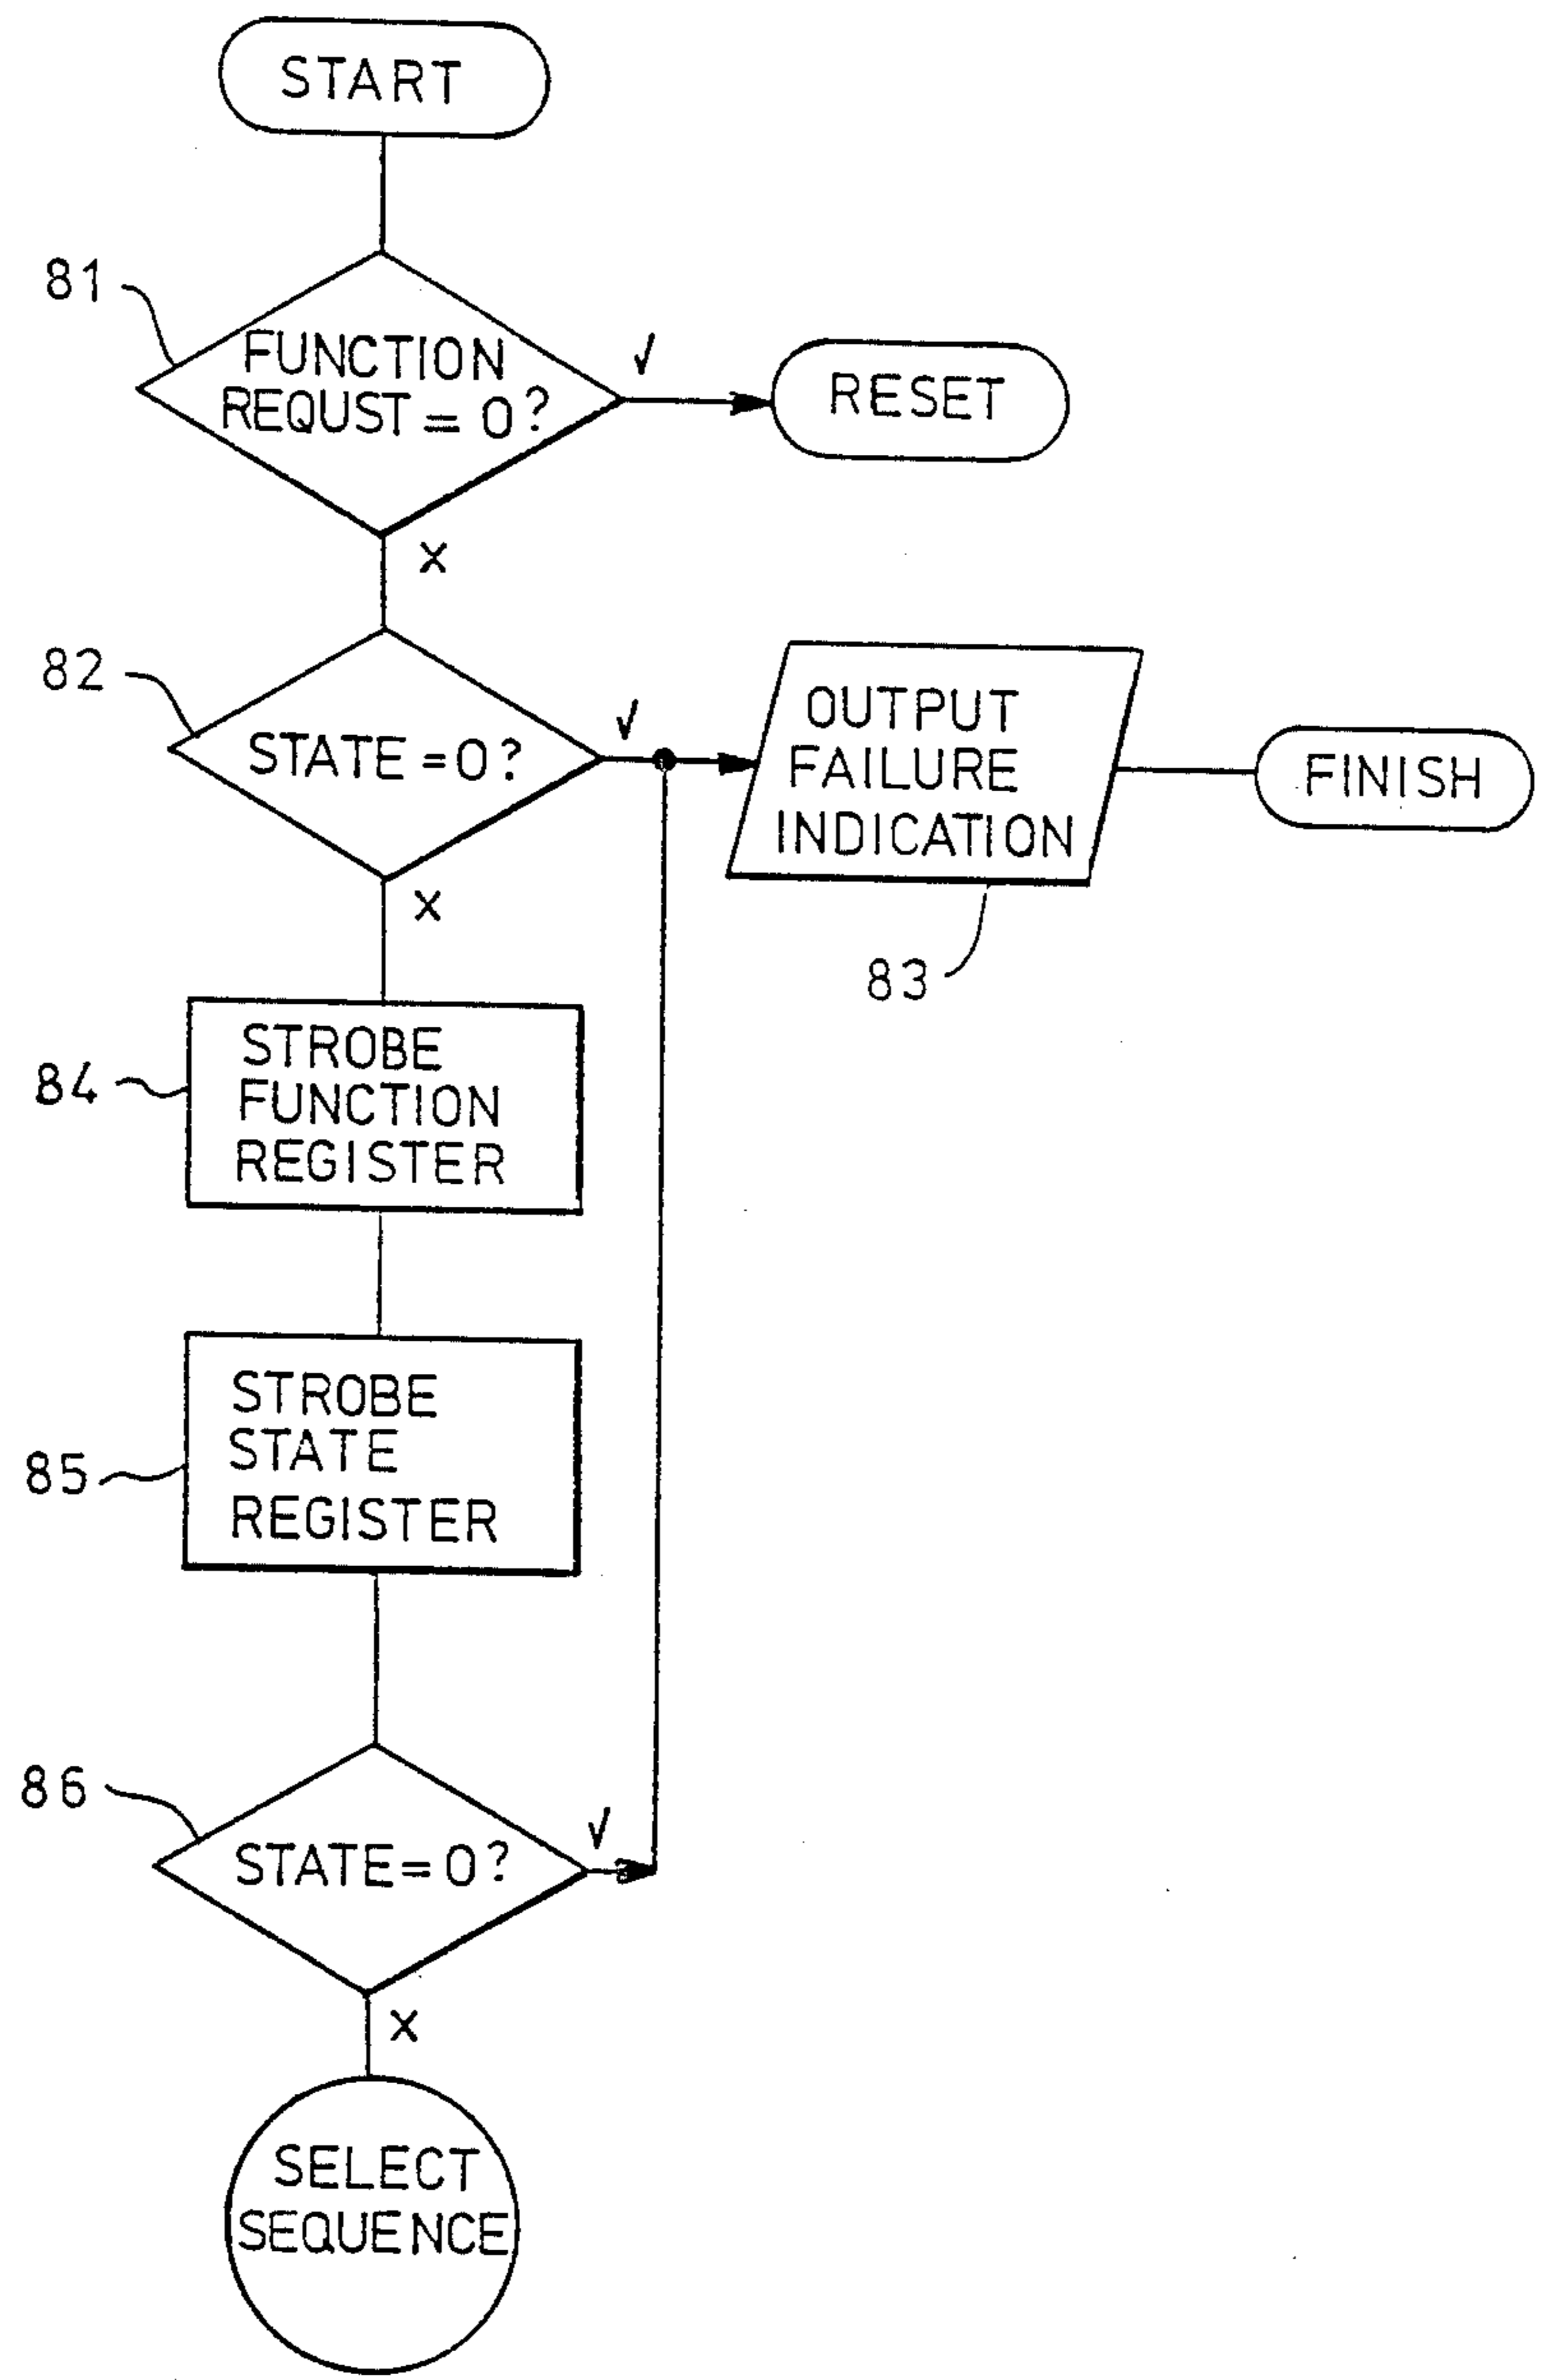 START
81
FUNCTION
REQUST = 0?
√
RESET
X
82
STATE = 0?
√
OUTPUT
FAILURE
INDICATION
FINISH
83
X
84
STROBE
FUNCTION
REGISTER
85
STROBE
STATE
REGISTER
86
STATE = 0?
√
X
SELECT
SEQUENCE